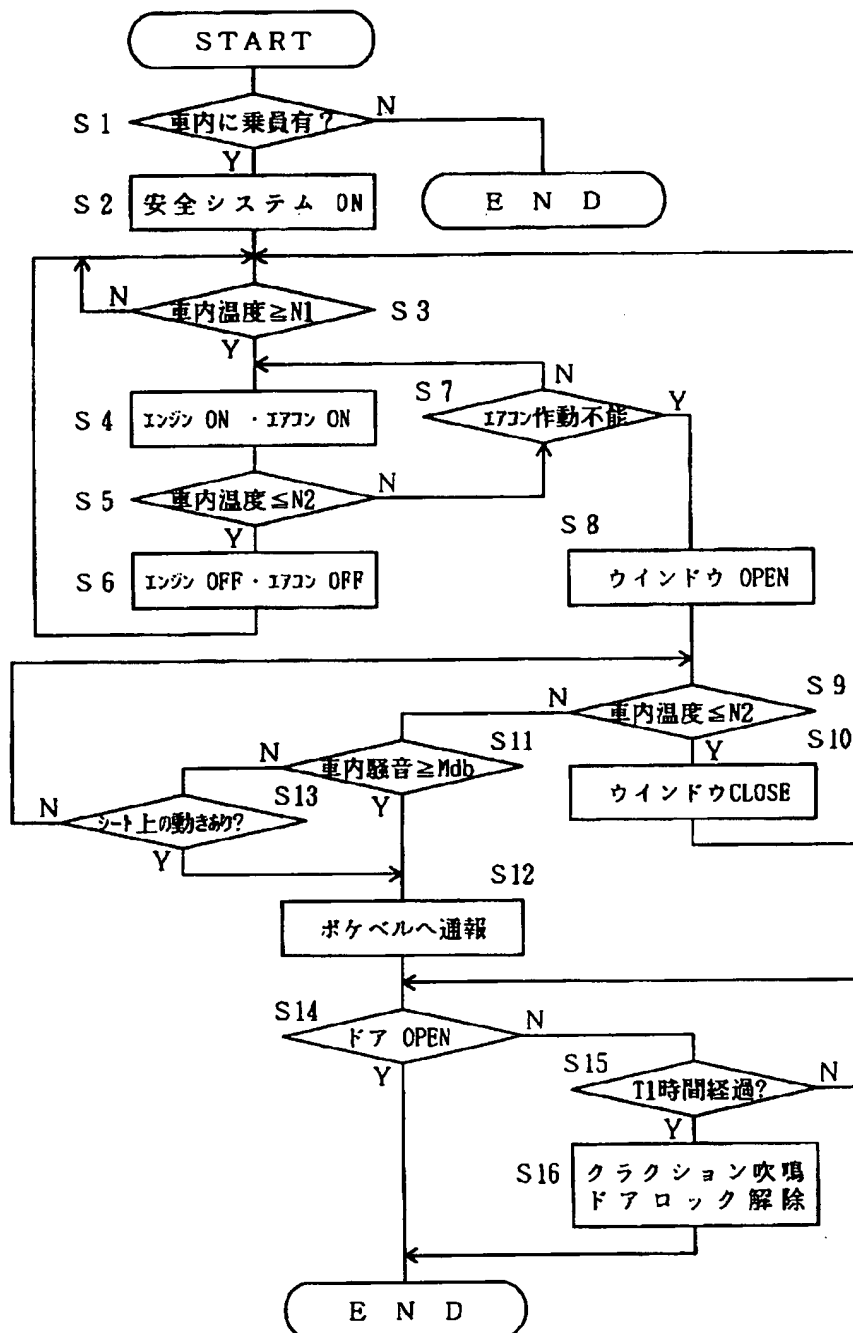 START
S1
車内に乗員有?
N
Y
S2
安全システム ON
END
N
車内温度≧N1
S3
Y
S7
N
Y
S4
エンジン ON ・エアコン ON
エアコン作動不能
S5
車内温度≦N2
N
Y
S8
S6
エンジン OFF・エアコン OFF
ウインドウ OPEN
N
S9
車内温度≦N2
N
S11
Y
S10
車内騒音≧Mdb
ウインドウCLOSE
N
S13
Y
シート上の動きあり?
Y
S12
ポケベルへ通報
S14
ドア OPEN
N
Y
S15
T1時間経過?
N
Y
S16
クラクション吹鳴
ドアロック解除
END